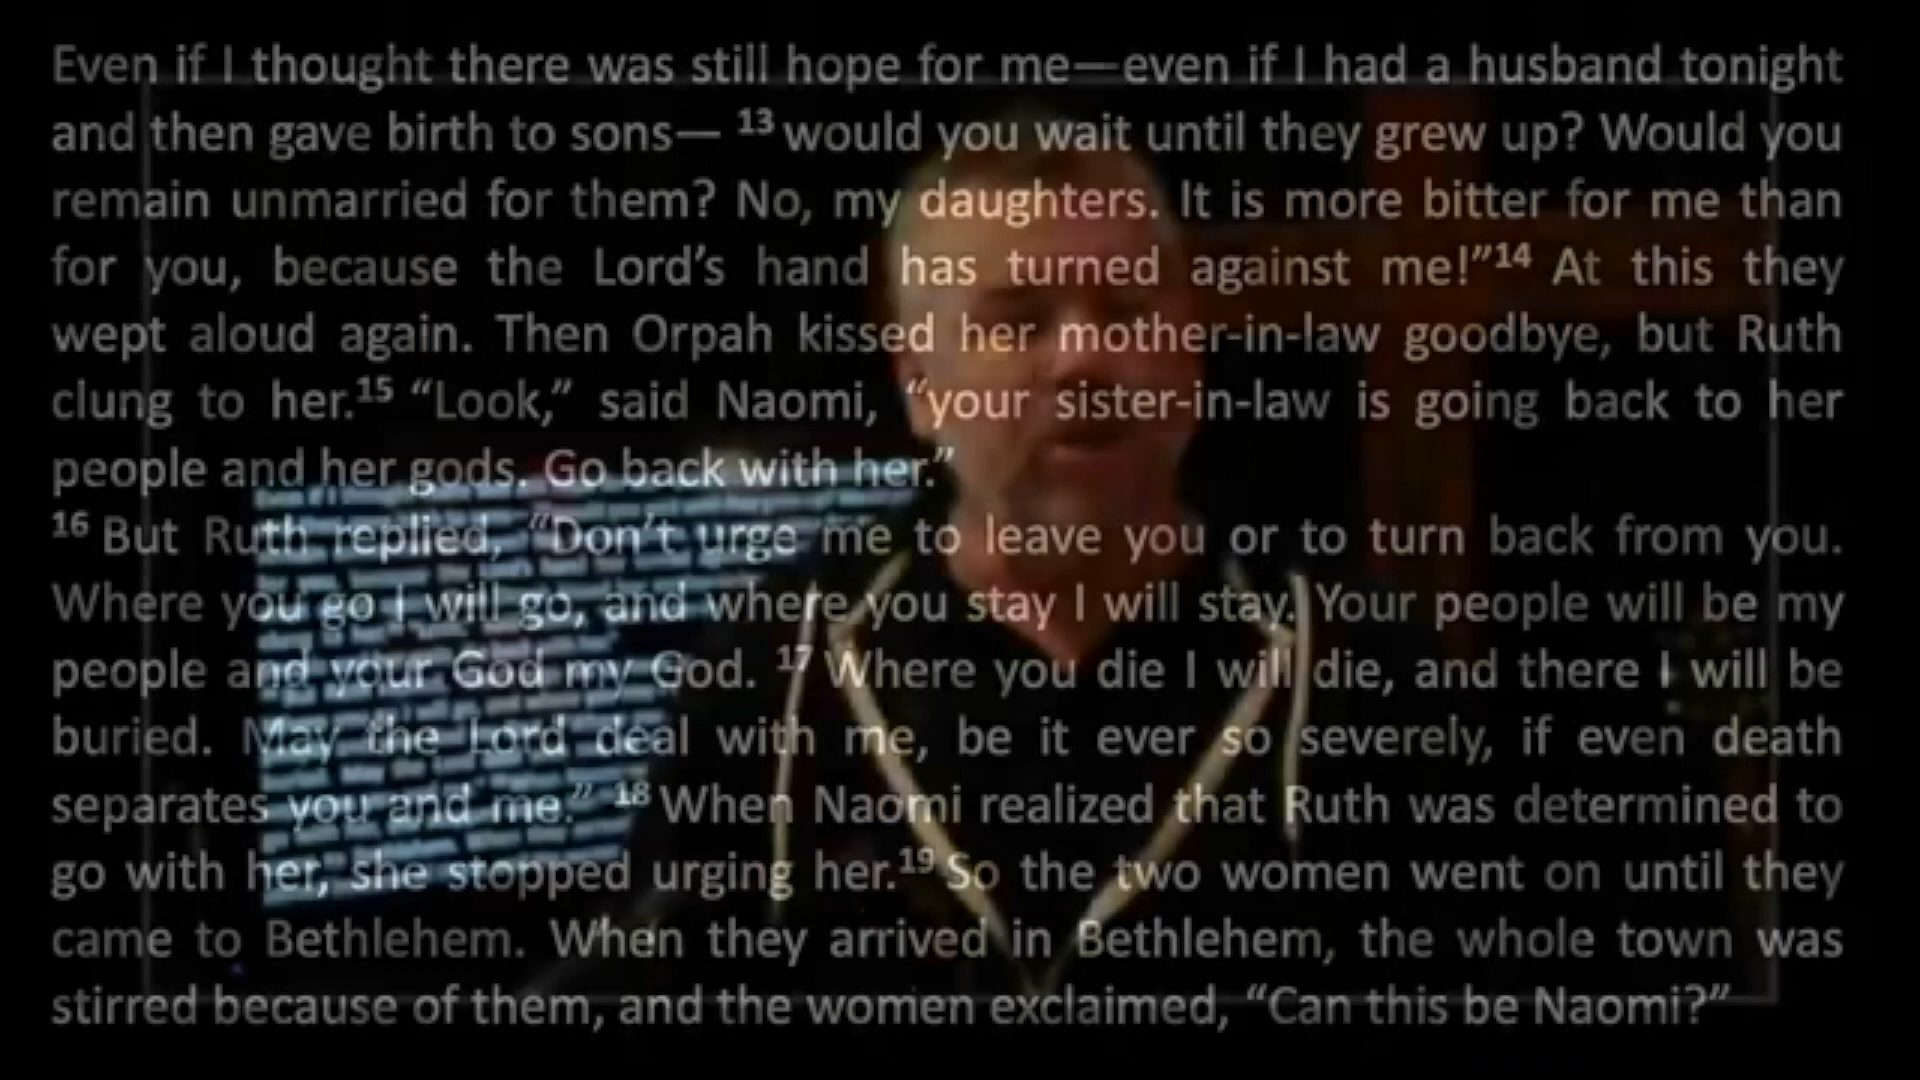 Even if I thought there was still hope for me—even if I had a husband tonight
and then gave birth to sons— 13 would you wait until they grew up? Would you
remain unmarried for them? No, my daughters. It is more bitter for me than
for you, because the Lord’s hand has turned against me!”14 At this they
wept aloud again. Then Orpah kissed her mother-in-law goodbye, but Ruth
clung to her.15 “Look,” said Naomi, “your sister-in-law is going back to her
people and her gods. Go back with her.”
16 But Ruth replied, “Don’t urge me to leave you or to turn back from you.
Where you go I will go, and where you stay I will stay. Your people will be my
people and your God my God. 17 Where you die I will die, and there I will be
buried. May the Lord deal with me, be it ever so severely, if even death
separates you and me.” 18 When Naomi realized that Ruth was determined to
go with her, she stopped urging her.19 So the two women went on until they
came to Bethlehem. When they arrived in Bethlehem, the whole town was
stirred because of them, and the women exclaimed, “Can this be Naomi?”